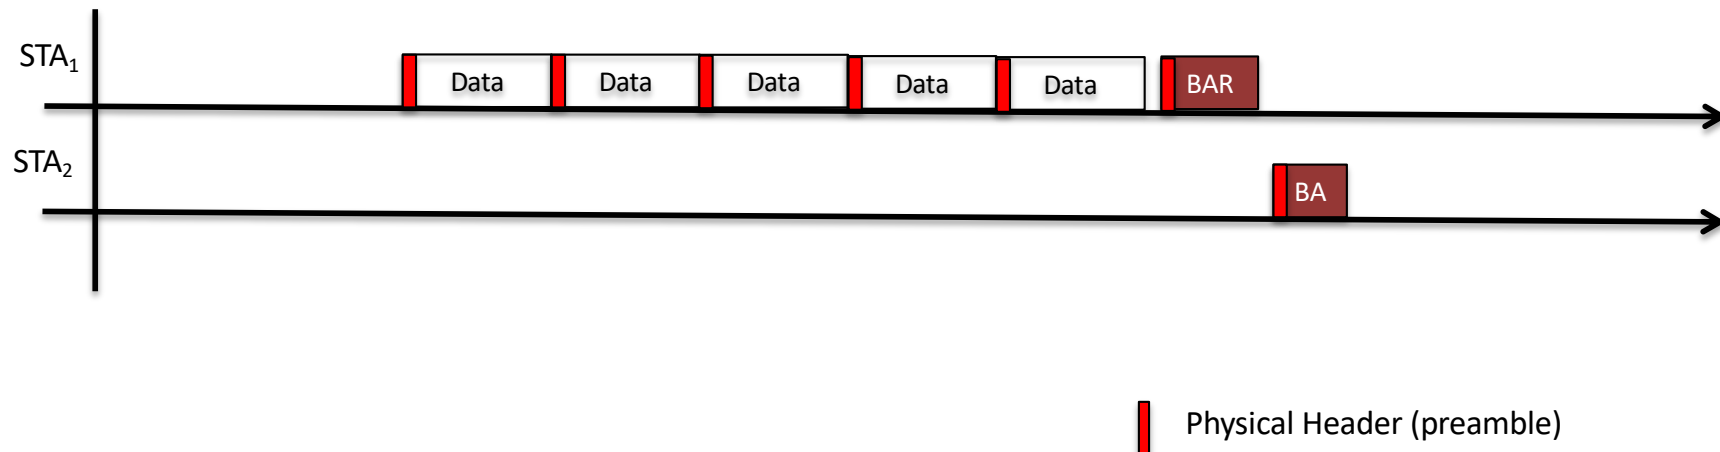 STA₁
Data Data Data Data Data BAR
STA₂
BA
Physical Header (preamble)